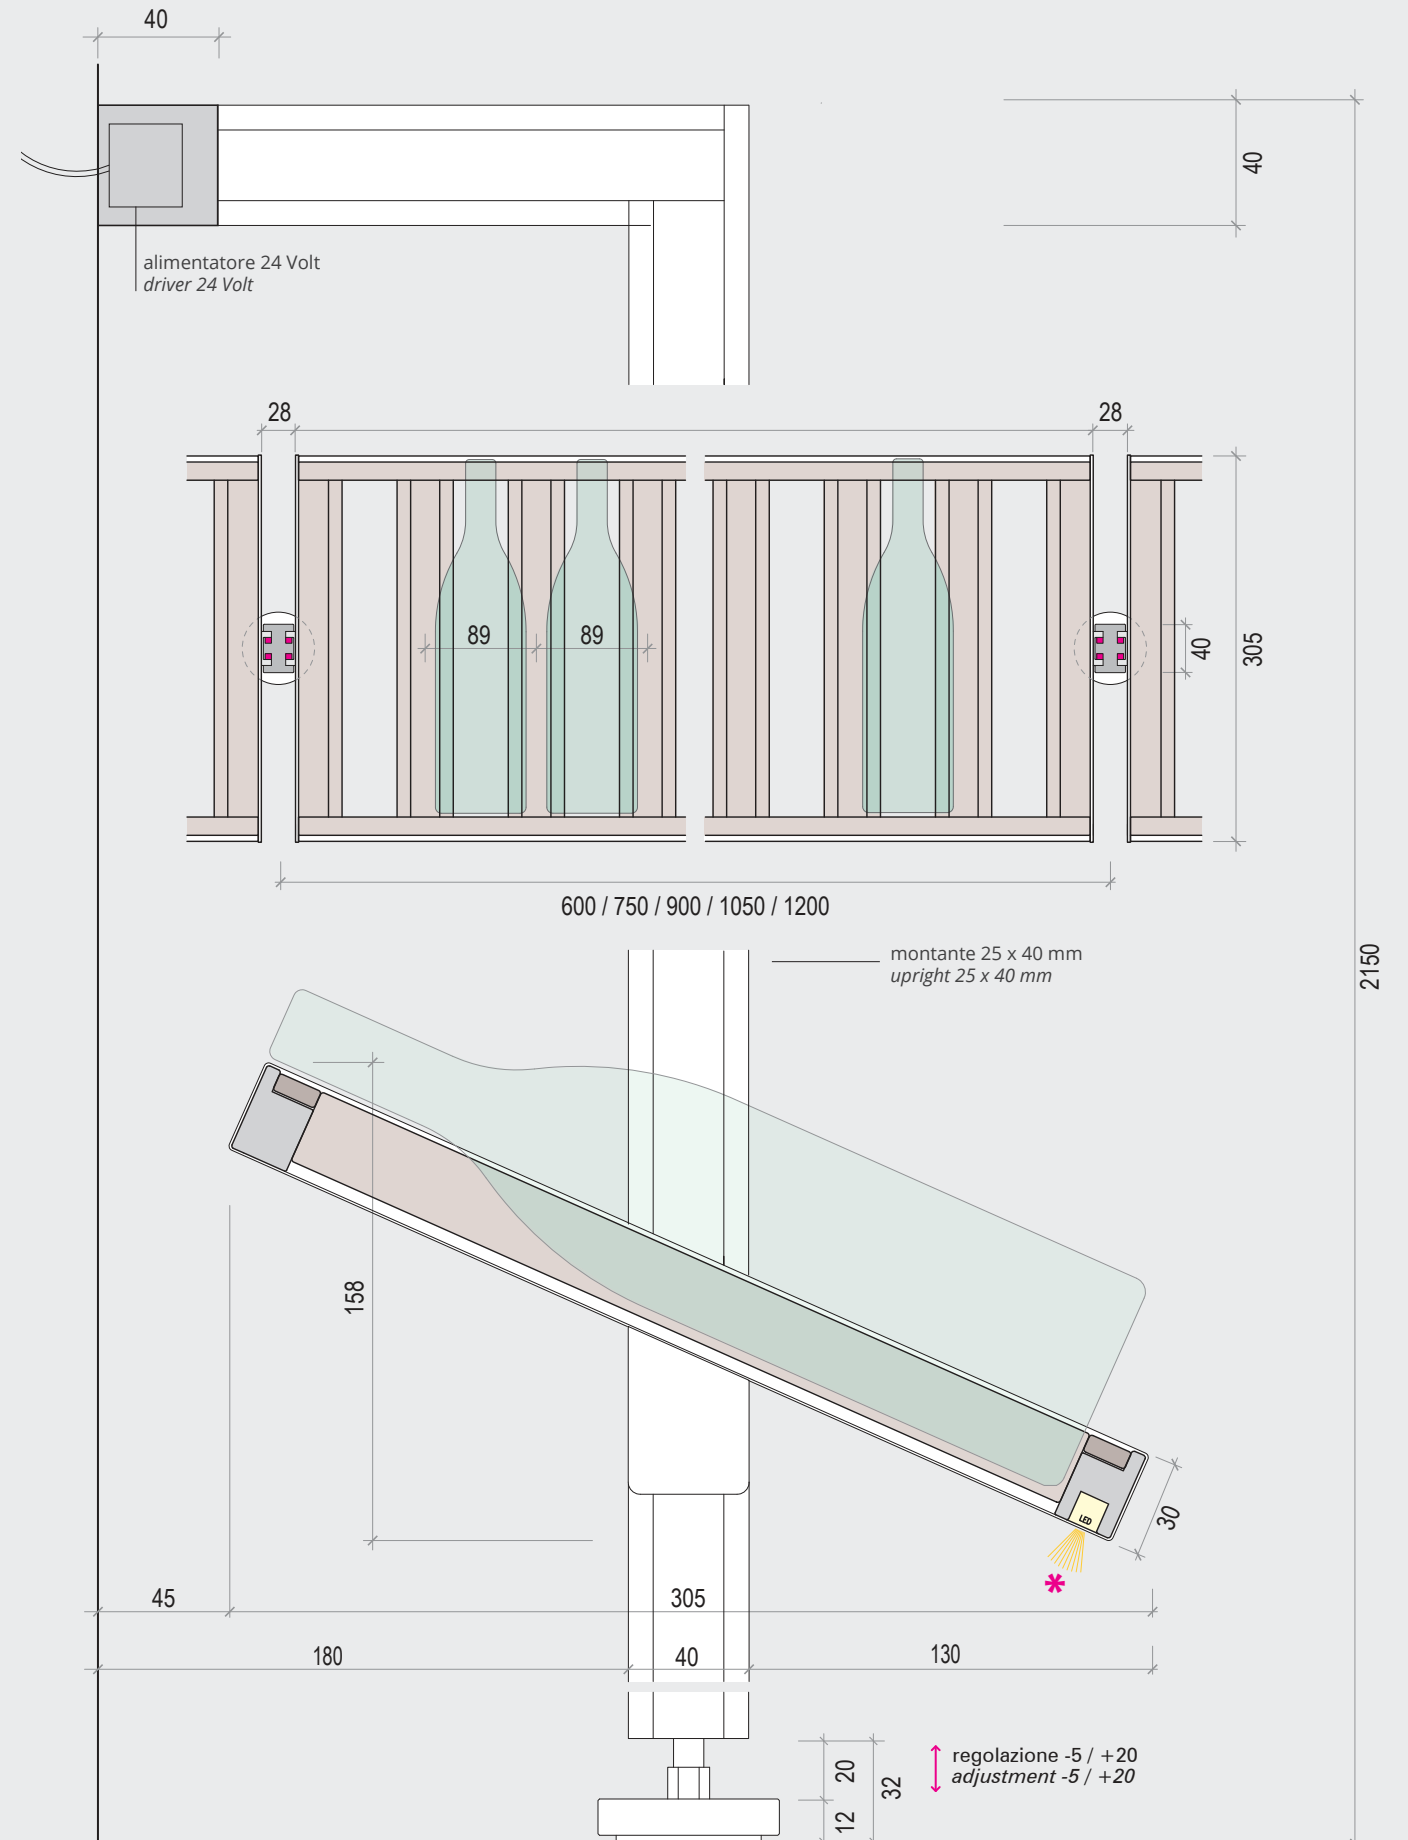 40
40
alimentatore 24 Volt
driver 24 Volt
28
28
89
89
40
305
600 / 750 / 900 / 1050 / 1200
montante 25 x 40 mm
upright 25 x 40 mm
2150
158
LED
30
*
45
305
180
40
130
20
32
12
regolazione -5 / +20
adjustment -5 / +20